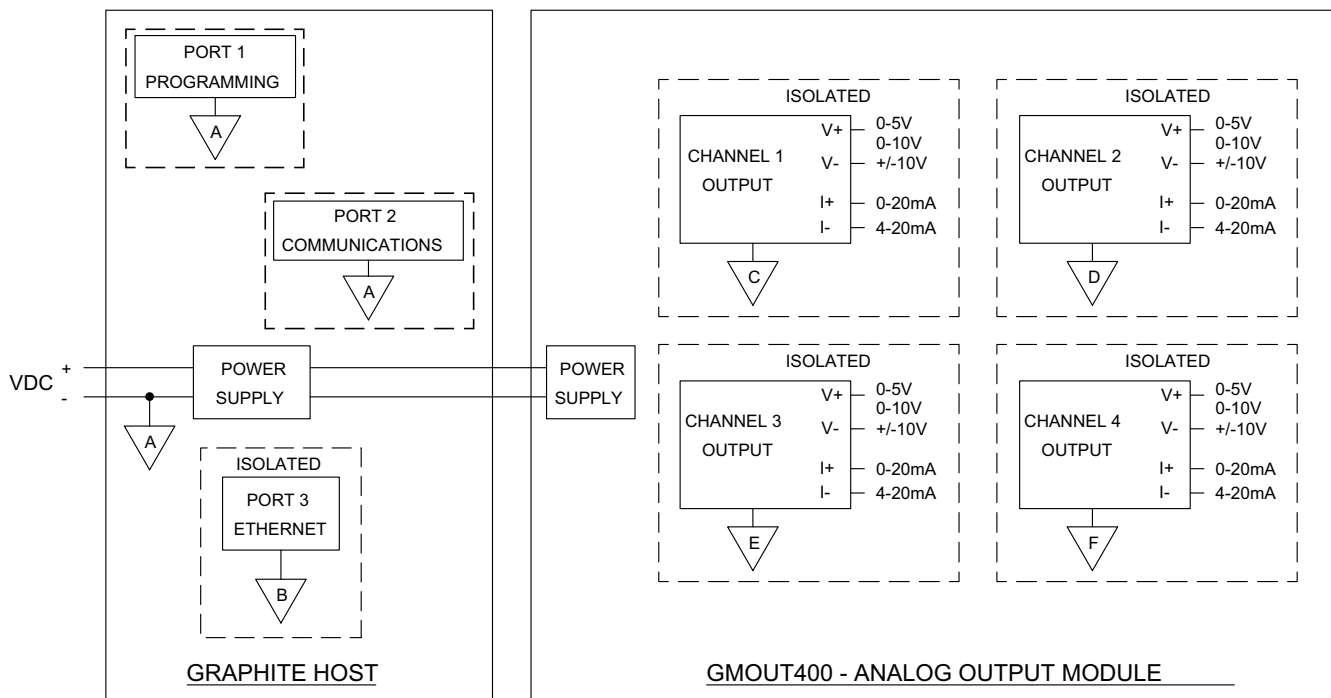 PORT 1
PROGRAMMING
A
PORT 2
COMMUNICATIONS
A
VDC
+
-
A
POWER
SUPPLY
ISOLATED
PORT 3
ETHERNET
B
GRAPHITE HOST
POWER
SUPPLY
ISOLATED
CHANNEL 1
OUTPUT
V+ 0-5V
0-10V
V- +/-10V
I+ 0-20mA
I- 4-20mA
C
ISOLATED
CHANNEL 2
OUTPUT
V+ 0-5V
0-10V
V- +/-10V
I+ 0-20mA
I- 4-20mA
D
ISOLATED
CHANNEL 3
OUTPUT
V+ 0-5V
0-10V
V- +/-10V
I+ 0-20mA
I- 4-20mA
E
ISOLATED
CHANNEL 4
OUTPUT
V+ 0-5V
0-10V
V- +/-10V
I+ 0-20mA
I- 4-20mA
F
GMOUT400 - ANALOG OUTPUT MODULE